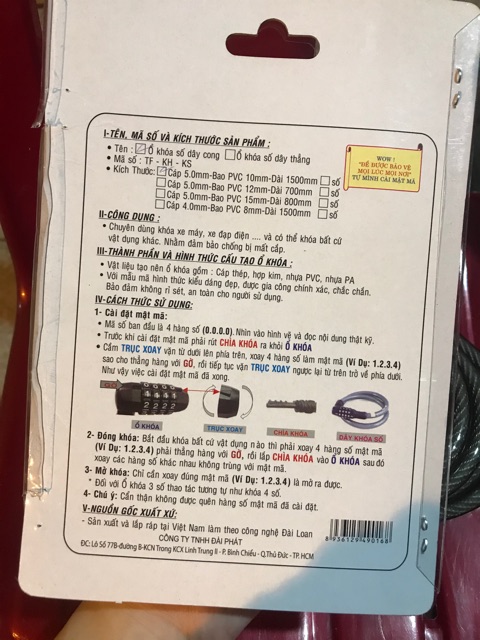 I-TÊN, MÃ SỐ VÀ KÍCH THƯỚC SẢN PHẨM :
• Tên : Ổ khóa số dây cong Ổ khóa số dây thẳng
• Mã số : TF - KH - KS
• Kích Thước: Cáp 5.0mm-Bao PVC 10mm-Dài 1500mm số
Cáp 5.0mm-Bao PVC 12mm-Dài 700mm số
Cáp 5.0mm-Bao PVC 15mm-Dài 800mm số
Cáp 4.0mm-Bao PVC 8mm-Dài 1500mm số
WOW !
"ĐỂ ĐƯỢC BẢO VỆ
MỌI LÚC MỌI NƠI"
TỰ MÌNH CÀI MẬT MÃ
II-CÔNG DỤNG :
• Chuyên dùng khóa xe máy, xe đạp điện .... và có thể khóa bất cứ
vật dụng khác. Nhằm đảm bảo chống bị mất cắp.
III-THÀNH PHẦN VÀ HÌNH THỨC CẤU TẠO Ổ KHÓA :
• Vật liệu tạo nên ổ khóa gồm : Cáp thép, hợp kim, nhựa PVC, nhựa PA
• Với mẫu mã hình thức kiểu dáng đẹp, được gia công chính xác, chắc chắn.
Bảo đảm không rỉ sét, an toàn cho người sử dụng.
IV-CÁCH THỨC SỬ DỤNG:
1- Cài đặt mật mã:
• Mã số ban đầu là 4 hàng số (0.0.0.0). Nhìn vào hình vẽ và đọc nội dung thật kỹ.
• Trước khi cài đặt mật mã phải rút CHÌA KHÓA ra khỏi Ổ KHÓA
• Cầm TRỤC XOAY vặn từ dưới lên phía trên, xoay 4 hàng số làm mật mã (Ví Dụ: 1.2.3.4)
sao cho thẳng hàng với GỜ, rồi tiếp tục vặn TRỤC XOAY ngược lại từ trên trở về phía dưới.
Như vậy việc cài đặt mật mã đã xong.
GỜ
Ổ KHÓA
TRỤC XOAY
CHÌA KHÓA
DÂY KHÓA SỐ
2- Đóng khóa: Bắt đầu khóa bất cứ vật dụng nào thì phải xoay 4 hàng số mật mã
(Ví Dụ: 1.2.3.4) phải thẳng hàng với GỜ, rồi lắp CHÌA KHÓA vào Ổ KHÓA sau đó
xoay các hàng số khác nhau không trùng với mật mã.
3- Mở khóa: Chỉ cần xoay đúng mật mã (Ví Dụ: 1.2.3.4) là mở ra được.
* Đối với Ổ khóa 3 số thao tác tương tự như khóa 4 số.
4- Chú ý: Cẩn thận không được quên hàng số mật mã đã cài đặt.
V-NGUỒN GỐC XUẤT XỨ:
- Sản xuất và lắp ráp tại Việt Nam làm theo công nghệ Đài Loan
CÔNG TY TNHH ĐẠI PHÁT
ĐC: Lô Số 77B-đường 8-KCN Trong KCX Linh Trung II - P. Bình Chiểu - Q.Thủ Đức - TP. HCM
8 936129 490168